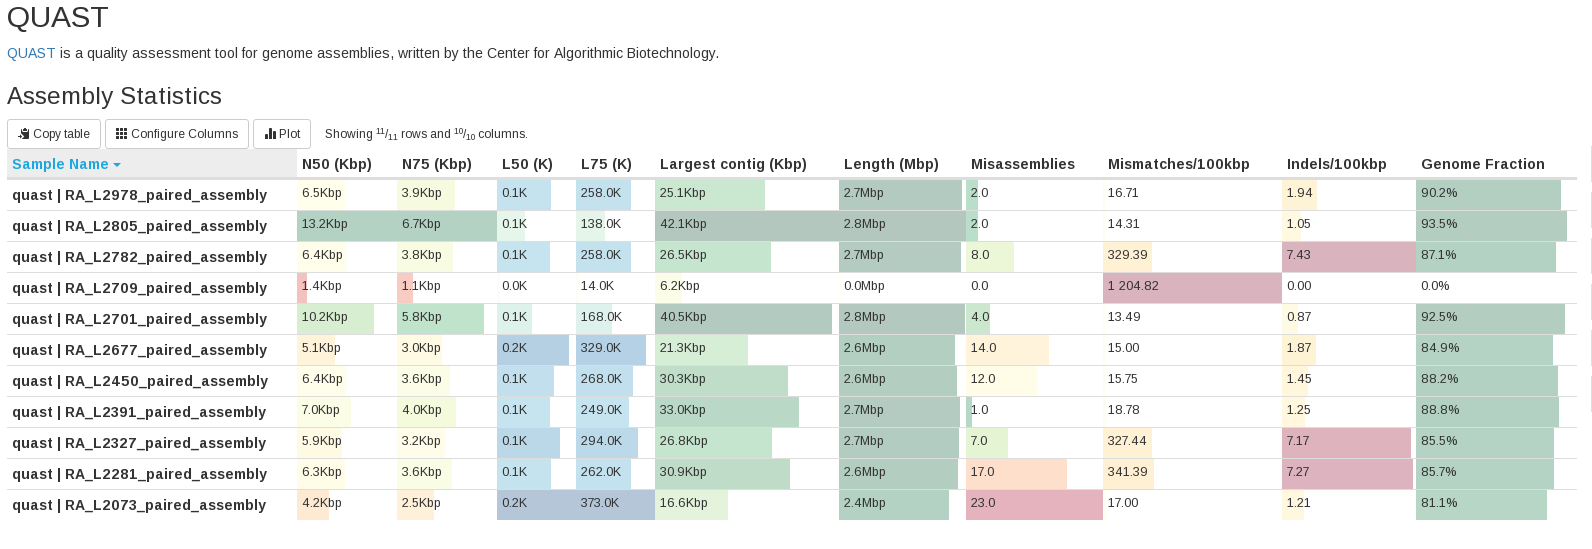 QUAST
QUAST is a quality assessment tool for genome assemblies, written by the Center for Algorithmic Biotechnology.
Assembly Statistics
Copy table Configure Columns Plot Showing 11/11 rows and 10/10 columns.
Sample Name N50 (Kbp) N75 (Kbp) L50 (K) L75 (K) Largest contig (Kbp) Length (Mbp) Misassemblies Mismatches/100kbp Indels/100kbp Genome Fraction
quast | RA_L2978_paired_assembly 6.5Kbp 3.9Kbp 0.1K 258.0K 25.1Kbp 2.7Mbp 2.0 16.71 1.94 90.2%
quast | RA_L2805_paired_assembly 13.2Kbp 6.7Kbp 0.1K 138.0K 42.1Kbp 2.8Mbp 2.0 14.31 1.05 93.5%
quast | RA_L2782_paired_assembly 6.4Kbp 3.8Kbp 0.1K 258.0K 26.5Kbp 2.7Mbp 8.0 329.39 7.43 87.1%
quast | RA_L2709_paired_assembly 1.4Kbp 1.1Kbp 0.0K 14.0K 6.2Kbp 0.0Mbp 0.0 1 204.82 0.00 0.0%
quast | RA_L2701_paired_assembly 10.2Kbp 5.8Kbp 0.1K 168.0K 40.5Kbp 2.8Mbp 4.0 13.49 0.87 92.5%
quast | RA_L2677_paired_assembly 5.1Kbp 3.0Kbp 0.2K 329.0K 21.3Kbp 2.6Mbp 14.0 15.00 1.87 84.9%
quast | RA_L2450_paired_assembly 6.4Kbp 3.6Kbp 0.1K 268.0K 30.3Kbp 2.6Mbp 12.0 15.75 1.45 88.2%
quast | RA_L2391_paired_assembly 7.0Kbp 4.0Kbp 0.1K 249.0K 33.0Kbp 2.7Mbp 1.0 18.78 1.25 88.8%
quast | RA_L2327_paired_assembly 5.9Kbp 3.2Kbp 0.1K 294.0K 26.8Kbp 2.7Mbp 7.0 327.44 7.17 85.5%
quast | RA_L2281_paired_assembly 6.3Kbp 3.6Kbp 0.1K 262.0K 30.9Kbp 2.6Mbp 17.0 341.39 7.27 85.7%
quast | RA_L2073_paired_assembly 4.2Kbp 2.5Kbp 0.2K 373.0K 16.6Kbp 2.4Mbp 23.0 17.00 1.21 81.1%